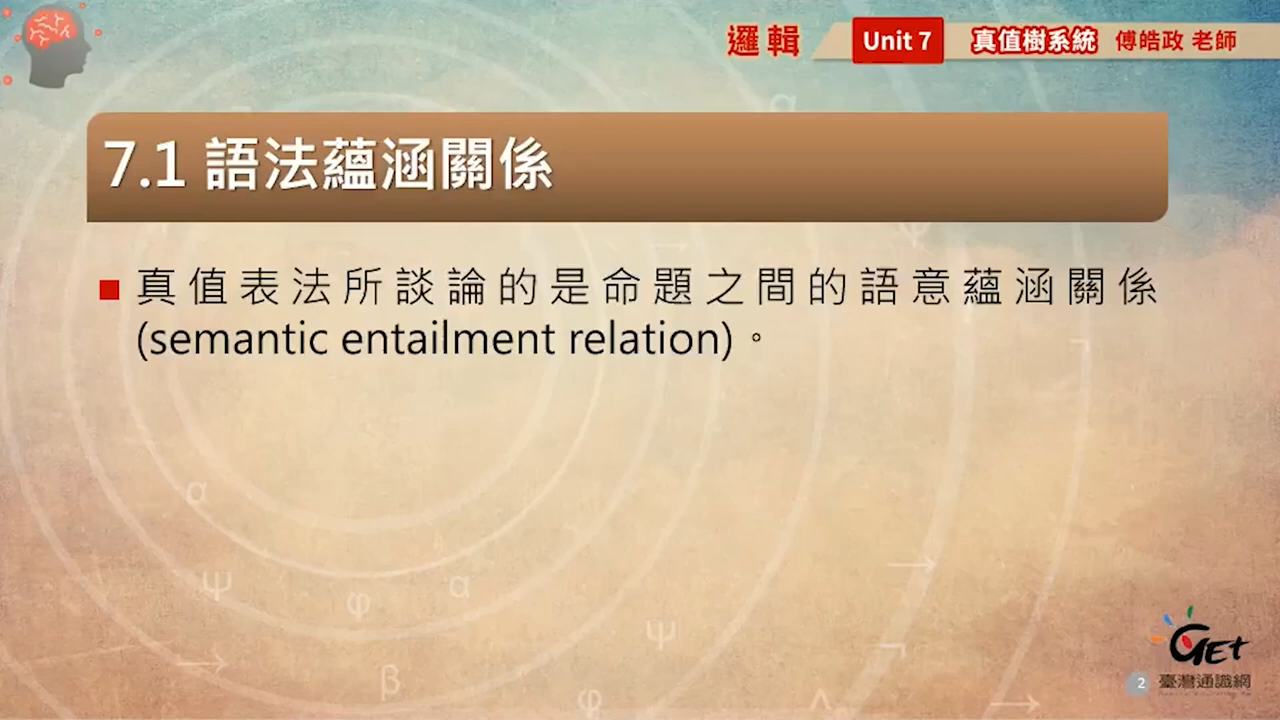 邏輯 Unit 7 真值樹系統 傅皓政 老師
7.1 語法蘊涵關係
真值表法所談論的是命題之間的語意蘊涵關係
(semantic entailment relation)。
α
α
Ψ
α
φ
Ψ
β
φ
GET
2 臺灣通識網